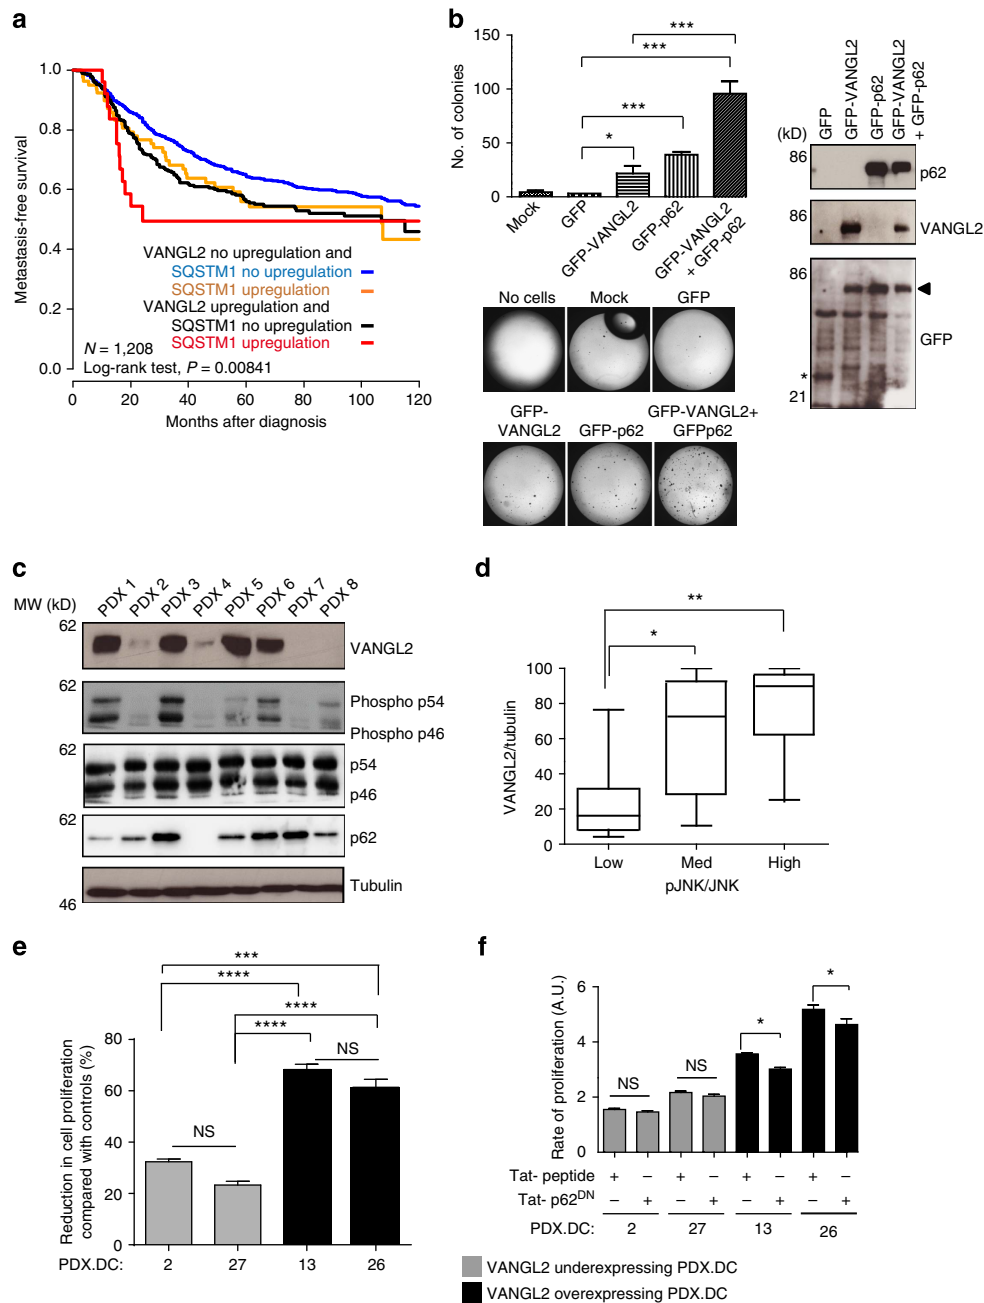 a
Metastasis-free survival
1.0
0.8
0.6
0.4
0.2
0.0
VANGL2 no upregulation and
SQSTM1 no upregulation
SQSTM1 upregulation
VANGL2 upregulation and
SQSTM1 no upregulation
SQSTM1 upregulation
N = 1,208
Log-rank test, P = 0.00841
0 20 40 60 80 100 120
Months after diagnosis
b
No. of colonies
150
100
50
0
***
***
***
*
Mock
GFP
GFP-VANGL2
GFP-p62
GFP-VANGL2
+ GFP-p62
No cells Mock GFP
GFP-
VANGL2
GFP-p62
GFP-VANGL2+
GFPp62
GFP
GFP-VANGL2
GFP-p62
GFP-VANGL2
+ GFP-p62
(kD)
86
p62
86
VANGL2
86
GFP
*
21
c
MW (kD)
PDX 1
PDX 2
PDX 3
PDX 4
PDX 5
PDX 6
PDX 7
PDX 8
62
VANGL2
62
Phospho p54
Phospho p46
62
p54
p46
62
p62
Tubulin
46
d
VANGL2/tubulin
100
80
60
40
20
0
**
*
Low Med High
pJNK/JNK
e
Reduction in cell proliferation
compared with controls (%)
80
60
40
20
0
***
****
****
****
NS
NS
PDX.DC: 2 27 13 26
f
Rate of proliferation (A.U.)
6
4
2
0
NS
NS
*
*
Tat- peptide + – + – + – + –
Tat- p62DN – + – + – + – +
PDX.DC: 2 27 13 26
VANGL2 underexpressing PDX.DC
VANGL2 overexpressing PDX.DC